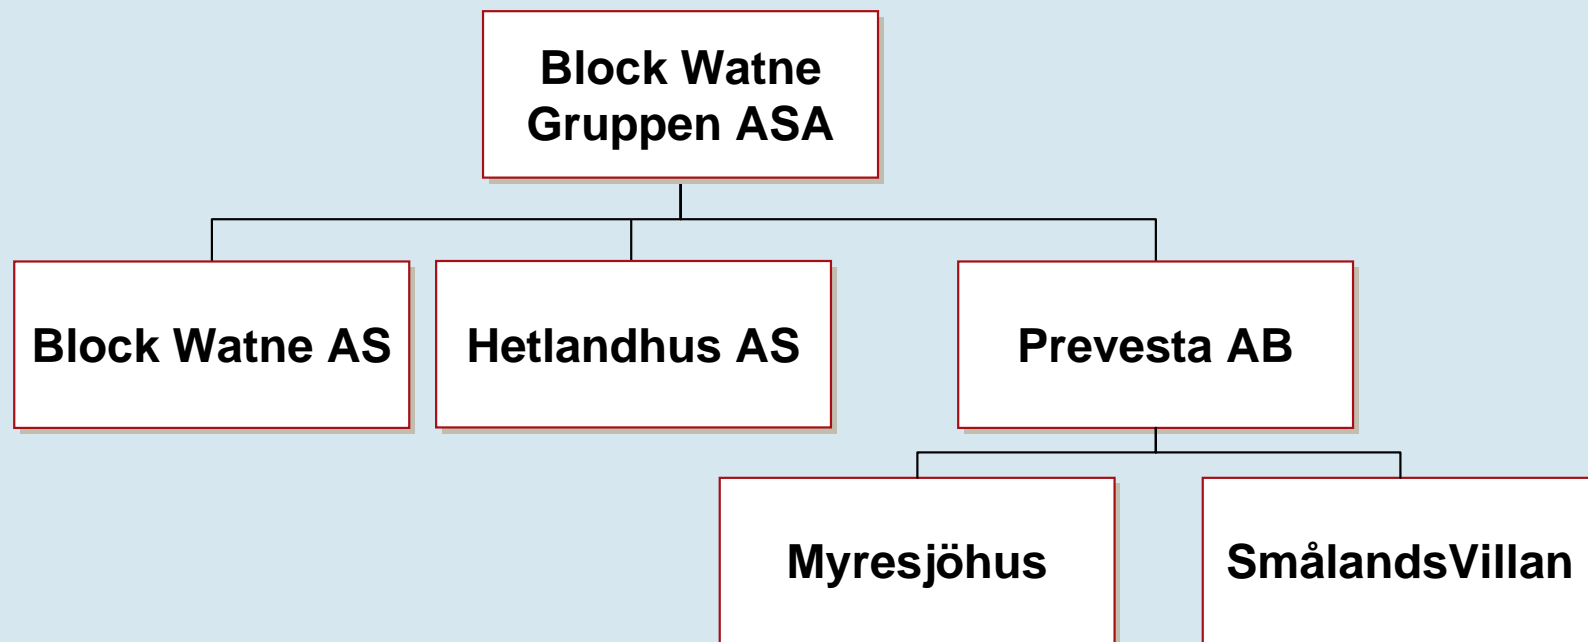 Block Watne
Gruppen ASA
Block Watne AS
Hetlandhus AS
Prevesta AB
Myresjöhus
SmålandsVillan